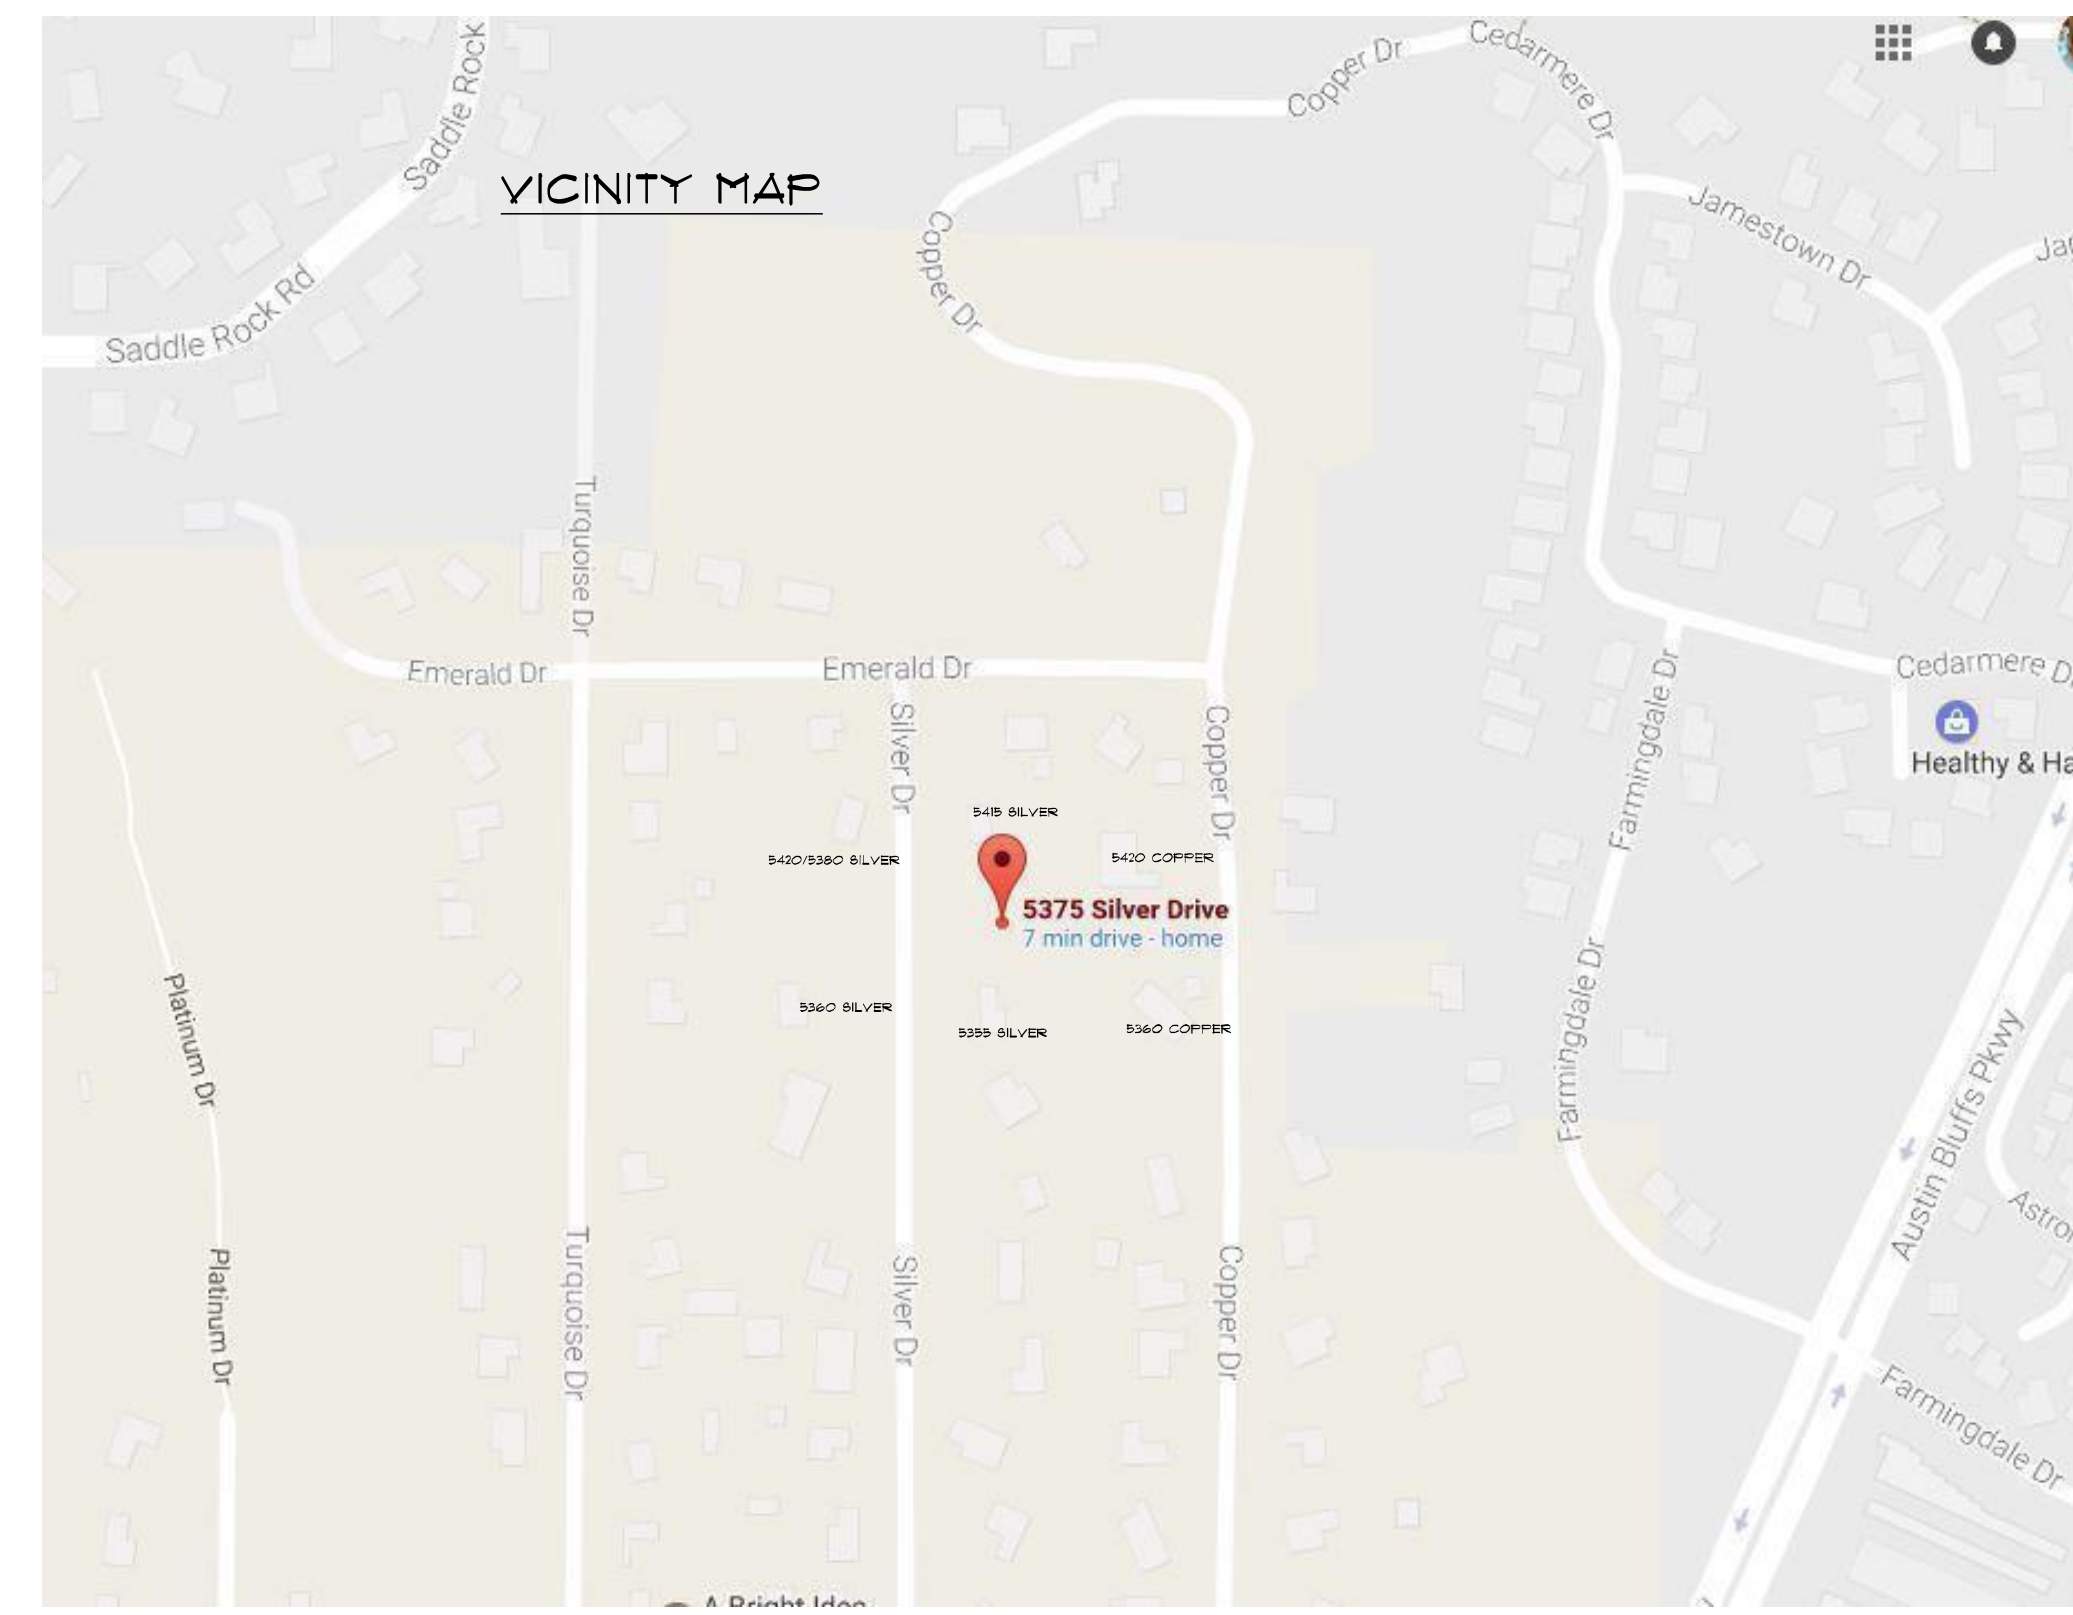 Saddle Rock
Copper Dr
Cedarmere Dr
VICINITY MAP
Jamestown Dr
Copper Dr
Saddle Rock Rd
Turquoise Dr
Emerald Dr
Emerald Dr
Cedarmere D
Silver Dr
Copper Dr
Farmingdale Dr
Healthy & Ha
5415 SILVER
5420/5380 SILVER
5420 COPPER
5375 Silver Drive
7 min drive - home
Platinum Dr
5360 SILVER
5355 SILVER
5360 COPPER
Farmingdale Dr
Austin Bluffs Pkwy
Astro
Platinum Dr
Turquoise Dr
Silver Dr
Copper Dr
Farmingdale Dr
A Bright Idea